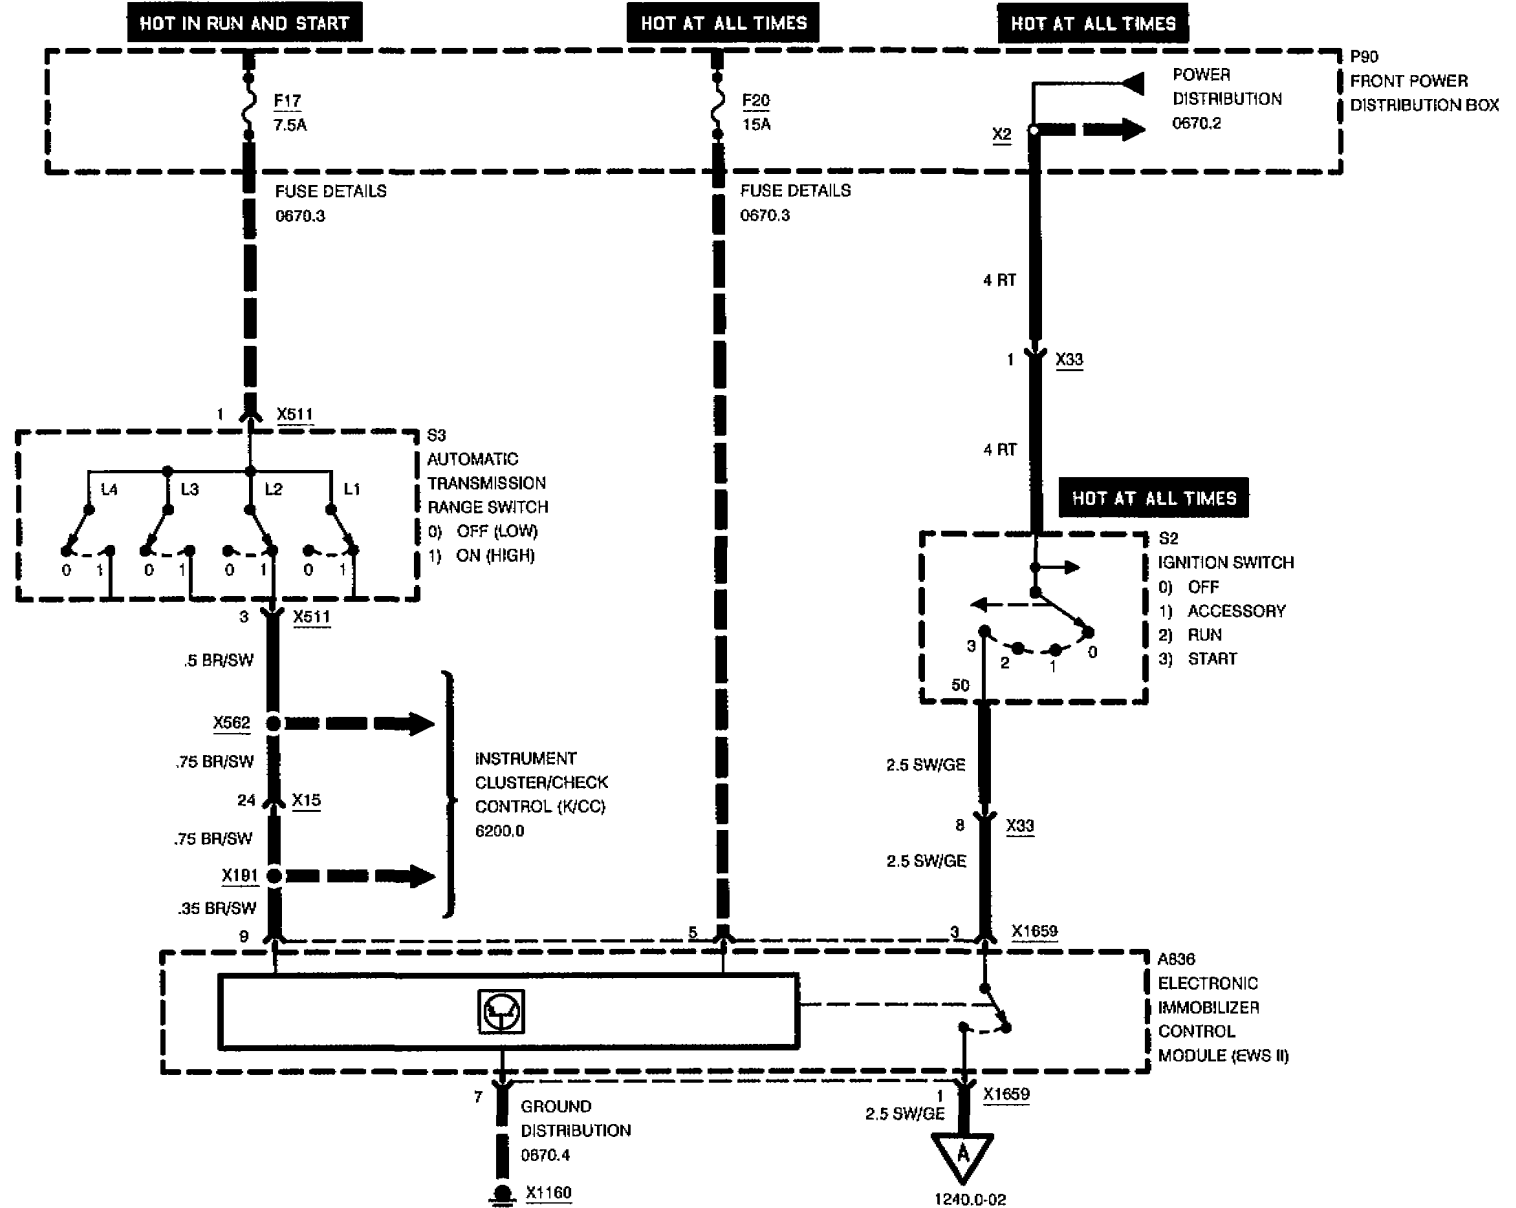 HOT IN RUN AND START
HOT AT ALL TIMES
HOT AT ALL TIMES
P90
FRONT POWER
DISTRIBUTION BOX
POWER
DISTRIBUTION
0670.2
F17
7.5A
F20
15A
X2
FUSE DETAILS
0670.3
FUSE DETAILS
0670.3
4 RT
1 X33
4 RT
1 X511
S3
AUTOMATIC
TRANSMISSION
RANGE SWITCH
0) OFF (LOW)
1) ON (HIGH)
L4 L3 L2 L1
0 1 0 1 0 1 0 1
HOT AT ALL TIMES
S2
IGNITION SWITCH
0) OFF
1) ACCESSORY
2) RUN
3) START
3 2 1 0
50
3 X511
.5 BR/SW
X562
.75 BR/SW
24 X15
.75 BR/SW
X191
.35 BR/SW
INSTRUMENT
CLUSTER/CHECK
CONTROL (K/CC)
6200.0
2.5 SW/GE
8 X33
2.5 SW/GE
9 5 3 X1659
A836
ELECTRONIC
IMMOBILIZER
CONTROL
MODULE (EWS II)
7
GROUND
DISTRIBUTION
0670.4
X1160
1 X1659
2.5 SW/GE
A
1240.0-02